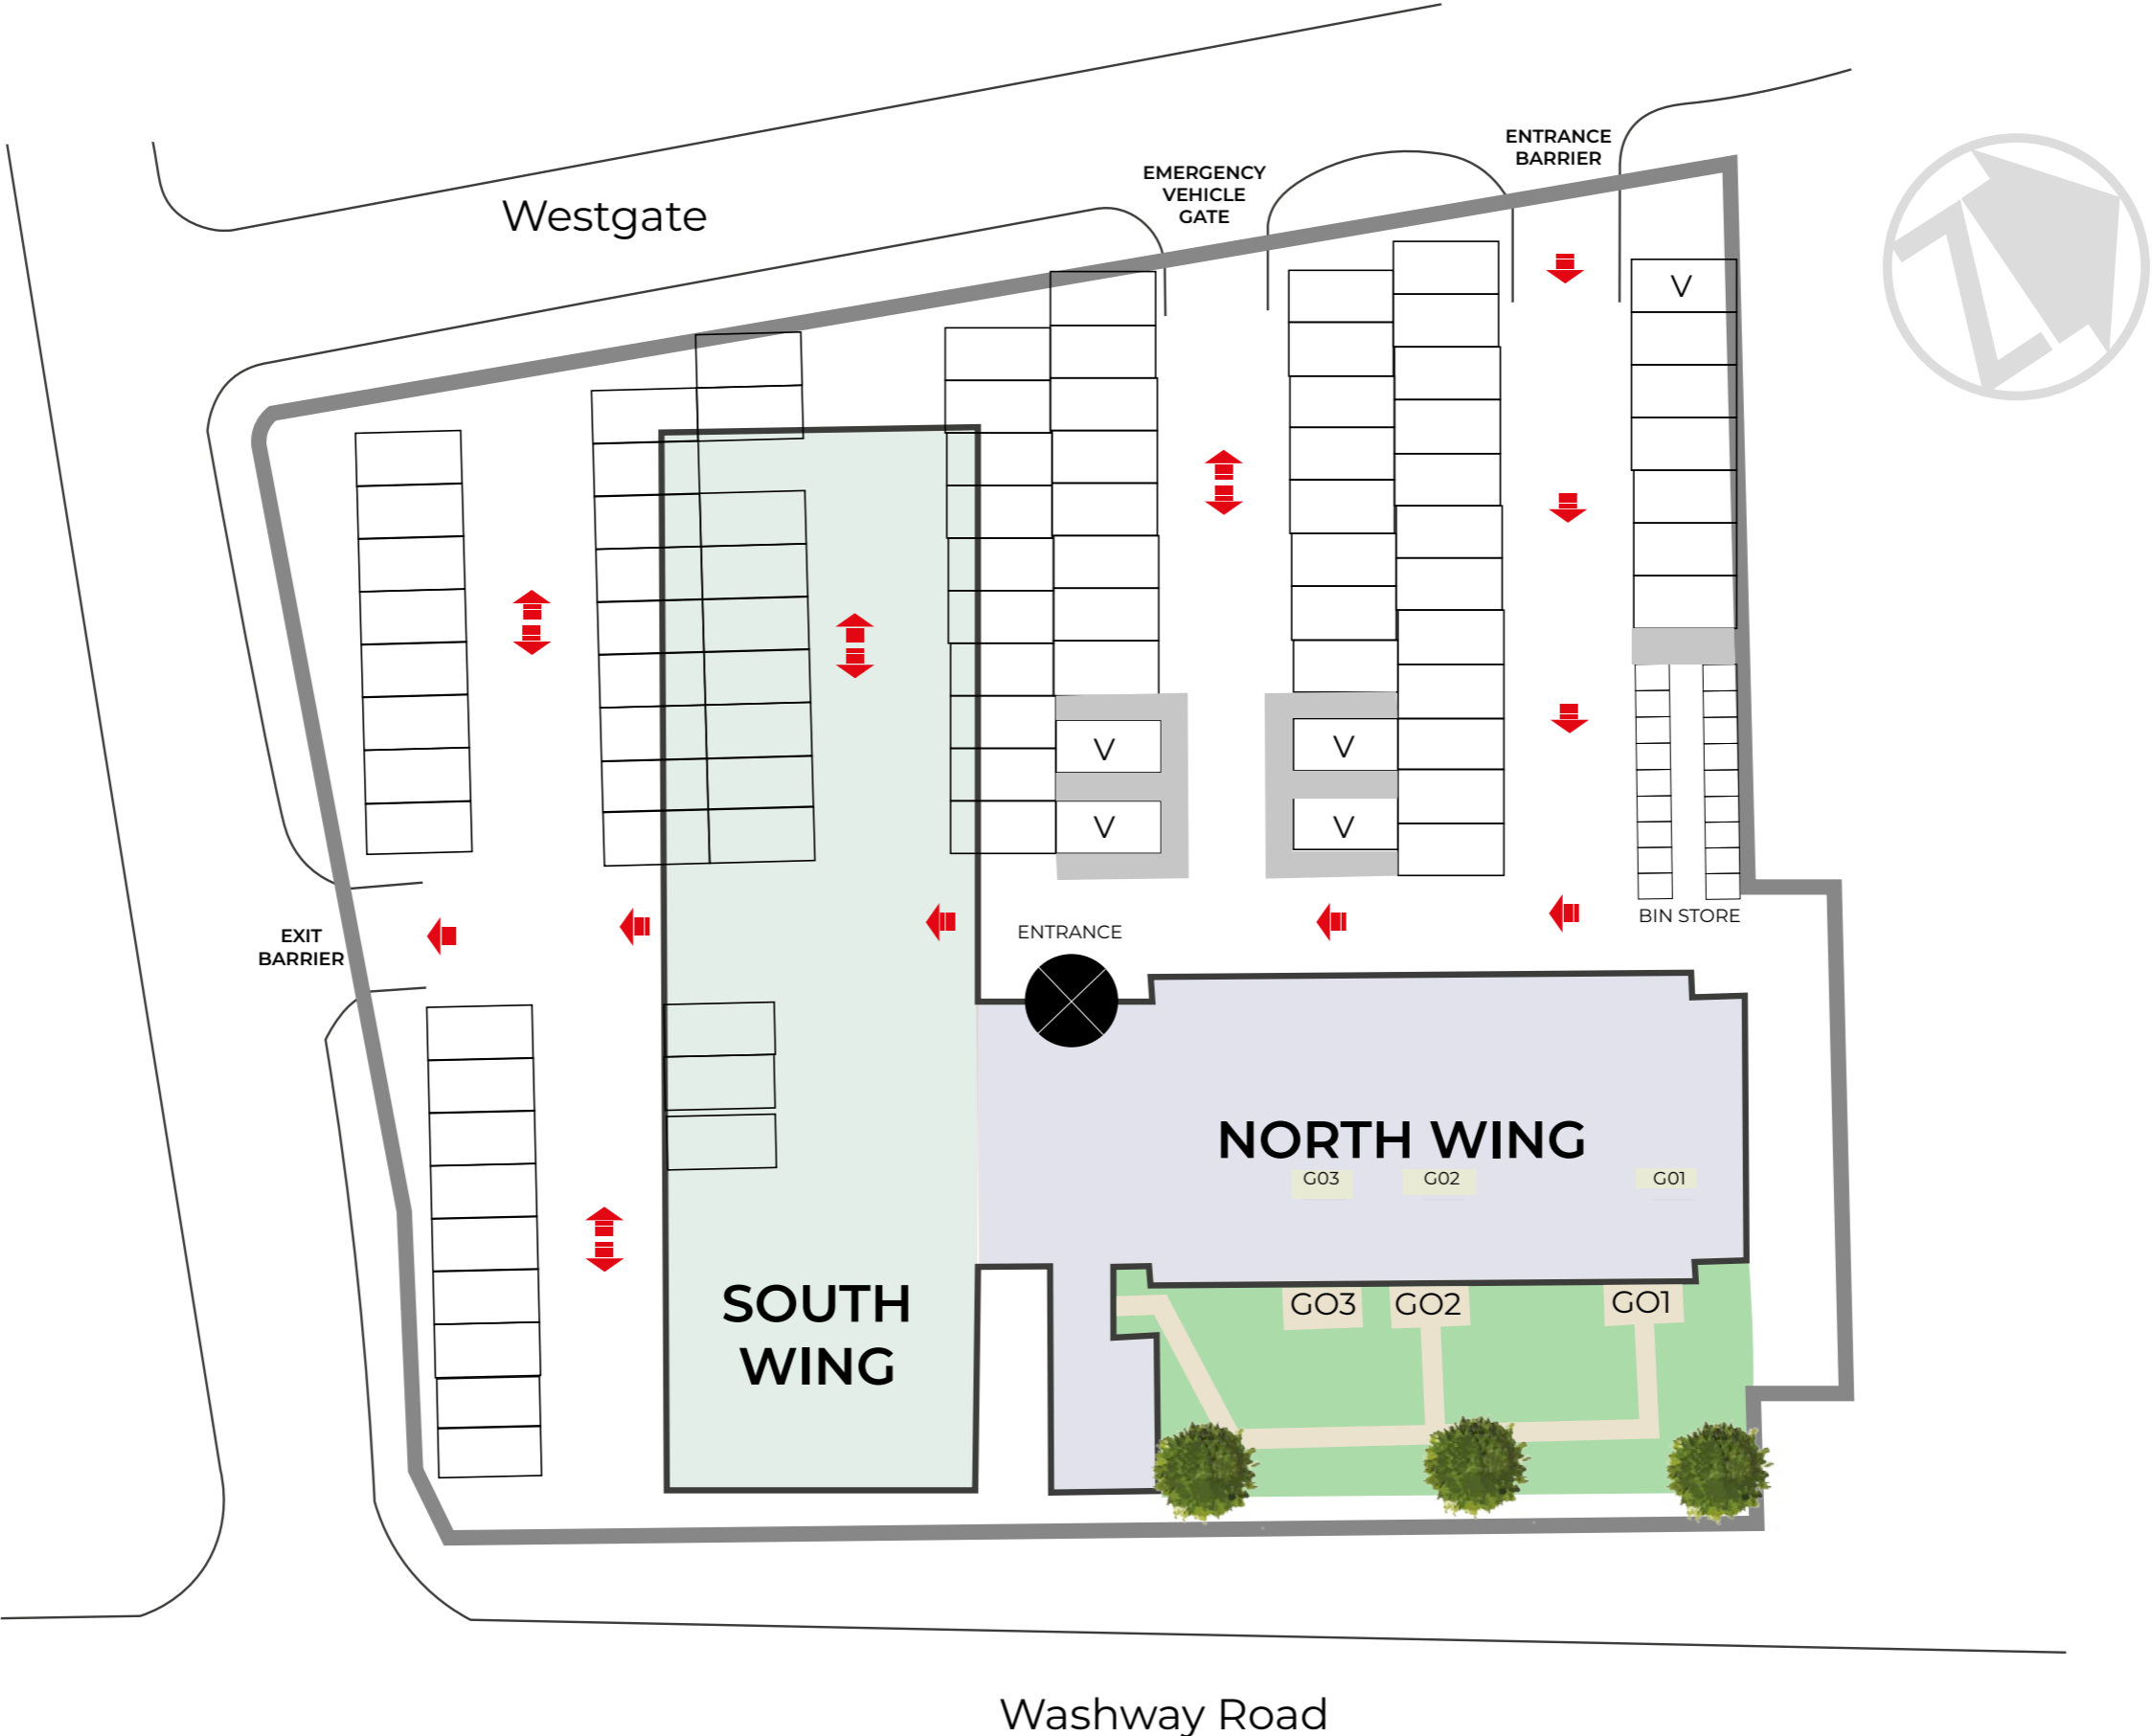 ENTRANCE
BARRIER
EMERGENCY
VEHICLE
GATE
Westgate
V
N
V
V
V
V
BIN STORE
EXIT
BARRIER
ENTRANCE
NORTH WING
G03
G02
G01
SOUTH
WING
GO3
GO2
GO1
Washway Road